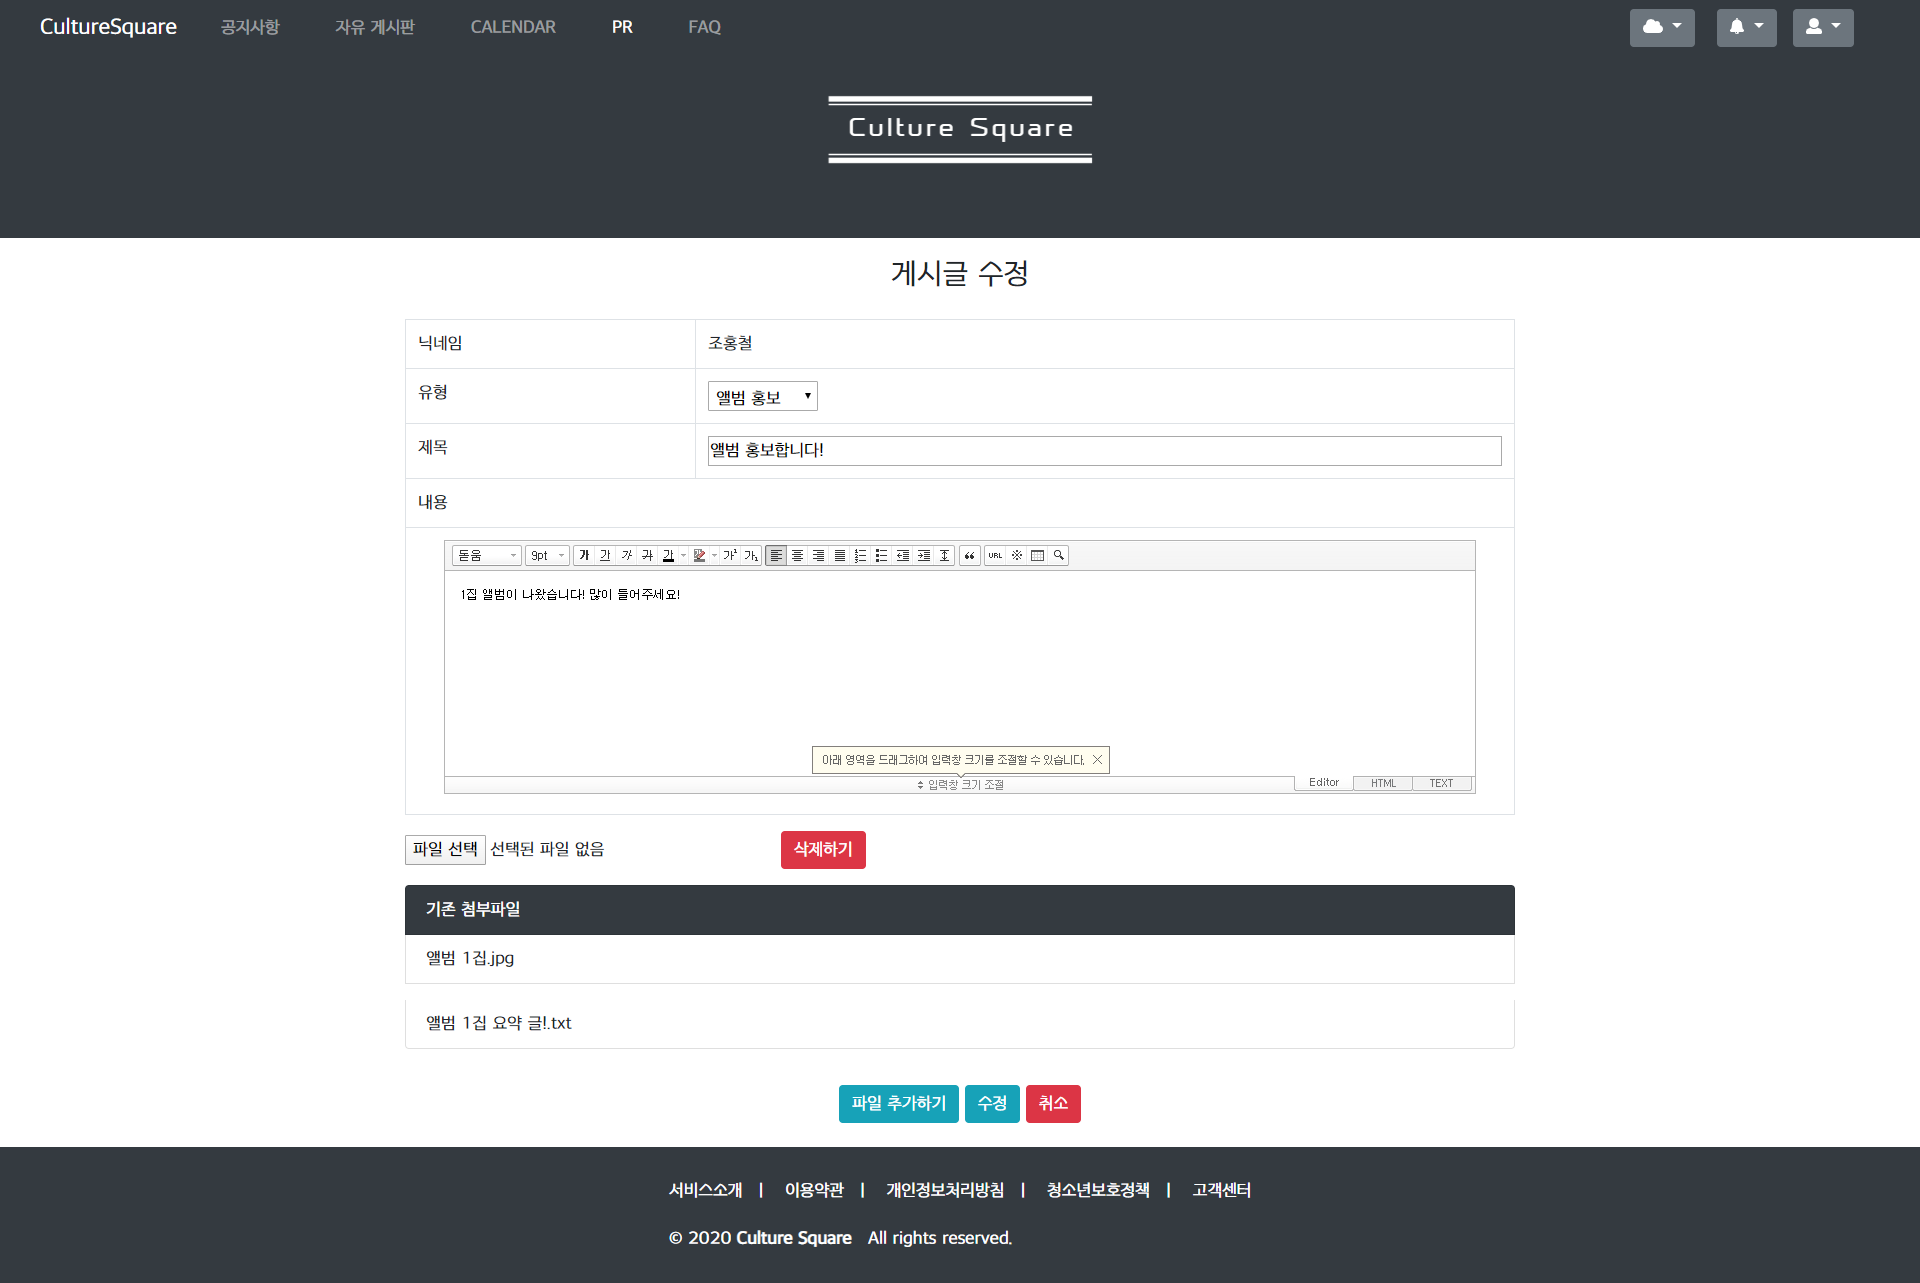 CultureSquare 공지사항 자유 게시판 CALENDAR PR FAQ
Culture Square
게시글 수정
닉네임 조홍철
유형 앨범 홍보
제목 앨범 홍보합니다!
내용
돋움 9pt 가 가 가 가 가 가¹ 가₁ URL
1집 앨범이 나왔습니다! 많이 들어주세요!
아래 영역을 드래그하여 입력창 크기를 조절할 수 있습니다.
입력창 크기 조절 Editor HTML TEXT
파일 선택 선택된 파일 없음 삭제하기
기존 첨부파일
앨범 1집.jpg
앨범 1집 요약 글!.txt
파일 추가하기 수정 취소
서비스소개 | 이용약관 | 개인정보처리방침 | 청소년보호정책 | 고객센터
© 2020 Culture Square All rights reserved.